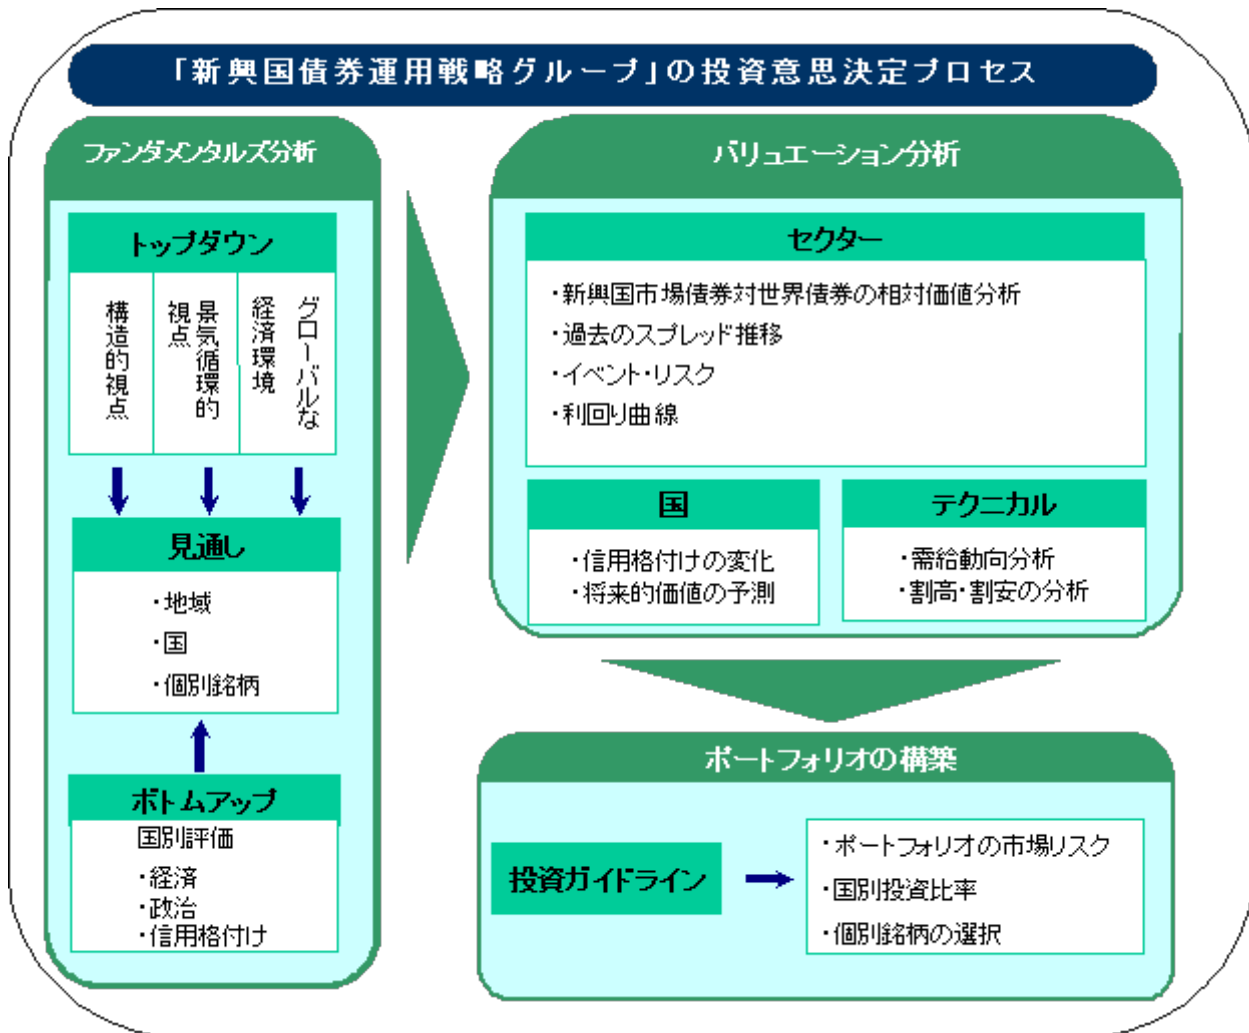 「新興国債券運用戦略グループ」の投資意思決定プロセス
ファンダメンタルズ分析
トップダウン
構造的視点
景気循環的
視点
グローバルな
経済環境
見通し
・地域
・国
・個別銘柄
ボトムアップ
国別評価
・経済
・政治
・信用格付け
バリュエーション分析
セクター
・新興国市場債券対世界債券の相対価値分析
・過去のスプレッド推移
・イベント・リスク
・利回り曲線
国
・信用格付けの変化
・将来的価値の予測
テクニカル
・需給動向分析
・割高・割安の分析
ポートフォリオの構築
投資ガイドライン
・ポートフォリオの市場リスク
・国別投資比率
・個別銘柄の選択